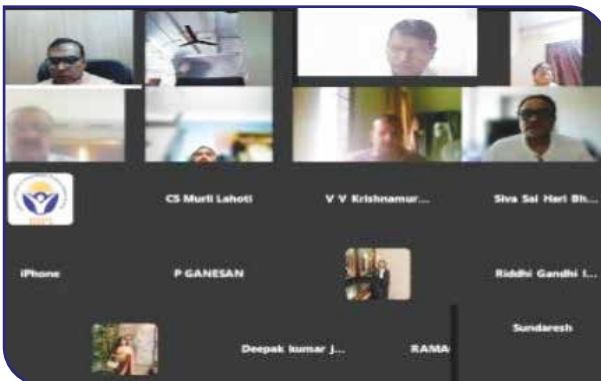 CS Murli Lahoti
V V Krishnamur...
Siva Sai Hari Bh...
iPhone
P GANESAN
Riddhi Gandhi I...
Sundaresh
Deepak kumar J...
RAMA